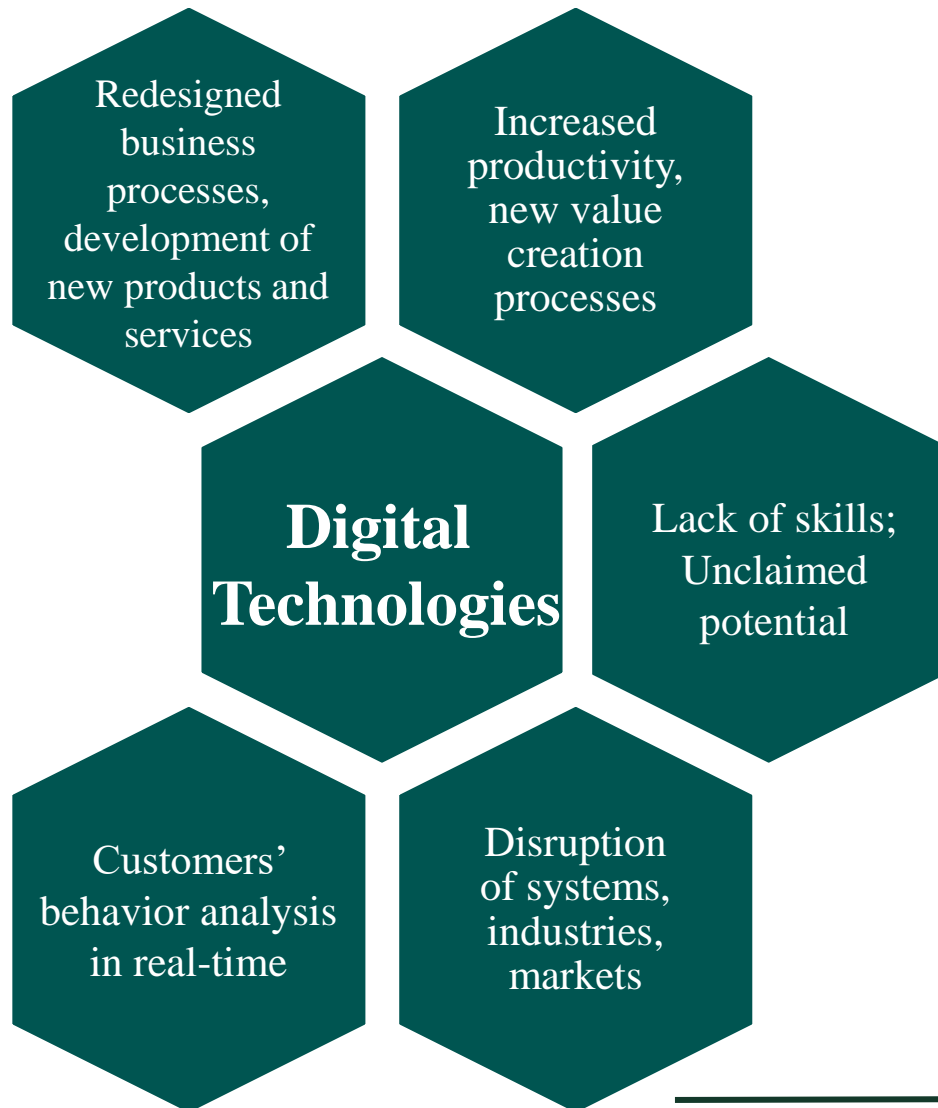 Redesigned
business
processes,
development of
new products and
services
Increased
productivity,
new value
creation
processes
Digital
Technologies
Lack of skills;
Unclaimed
potential
Customers’
behavior analysis
in real-time
Disruption
of systems,
industries,
markets